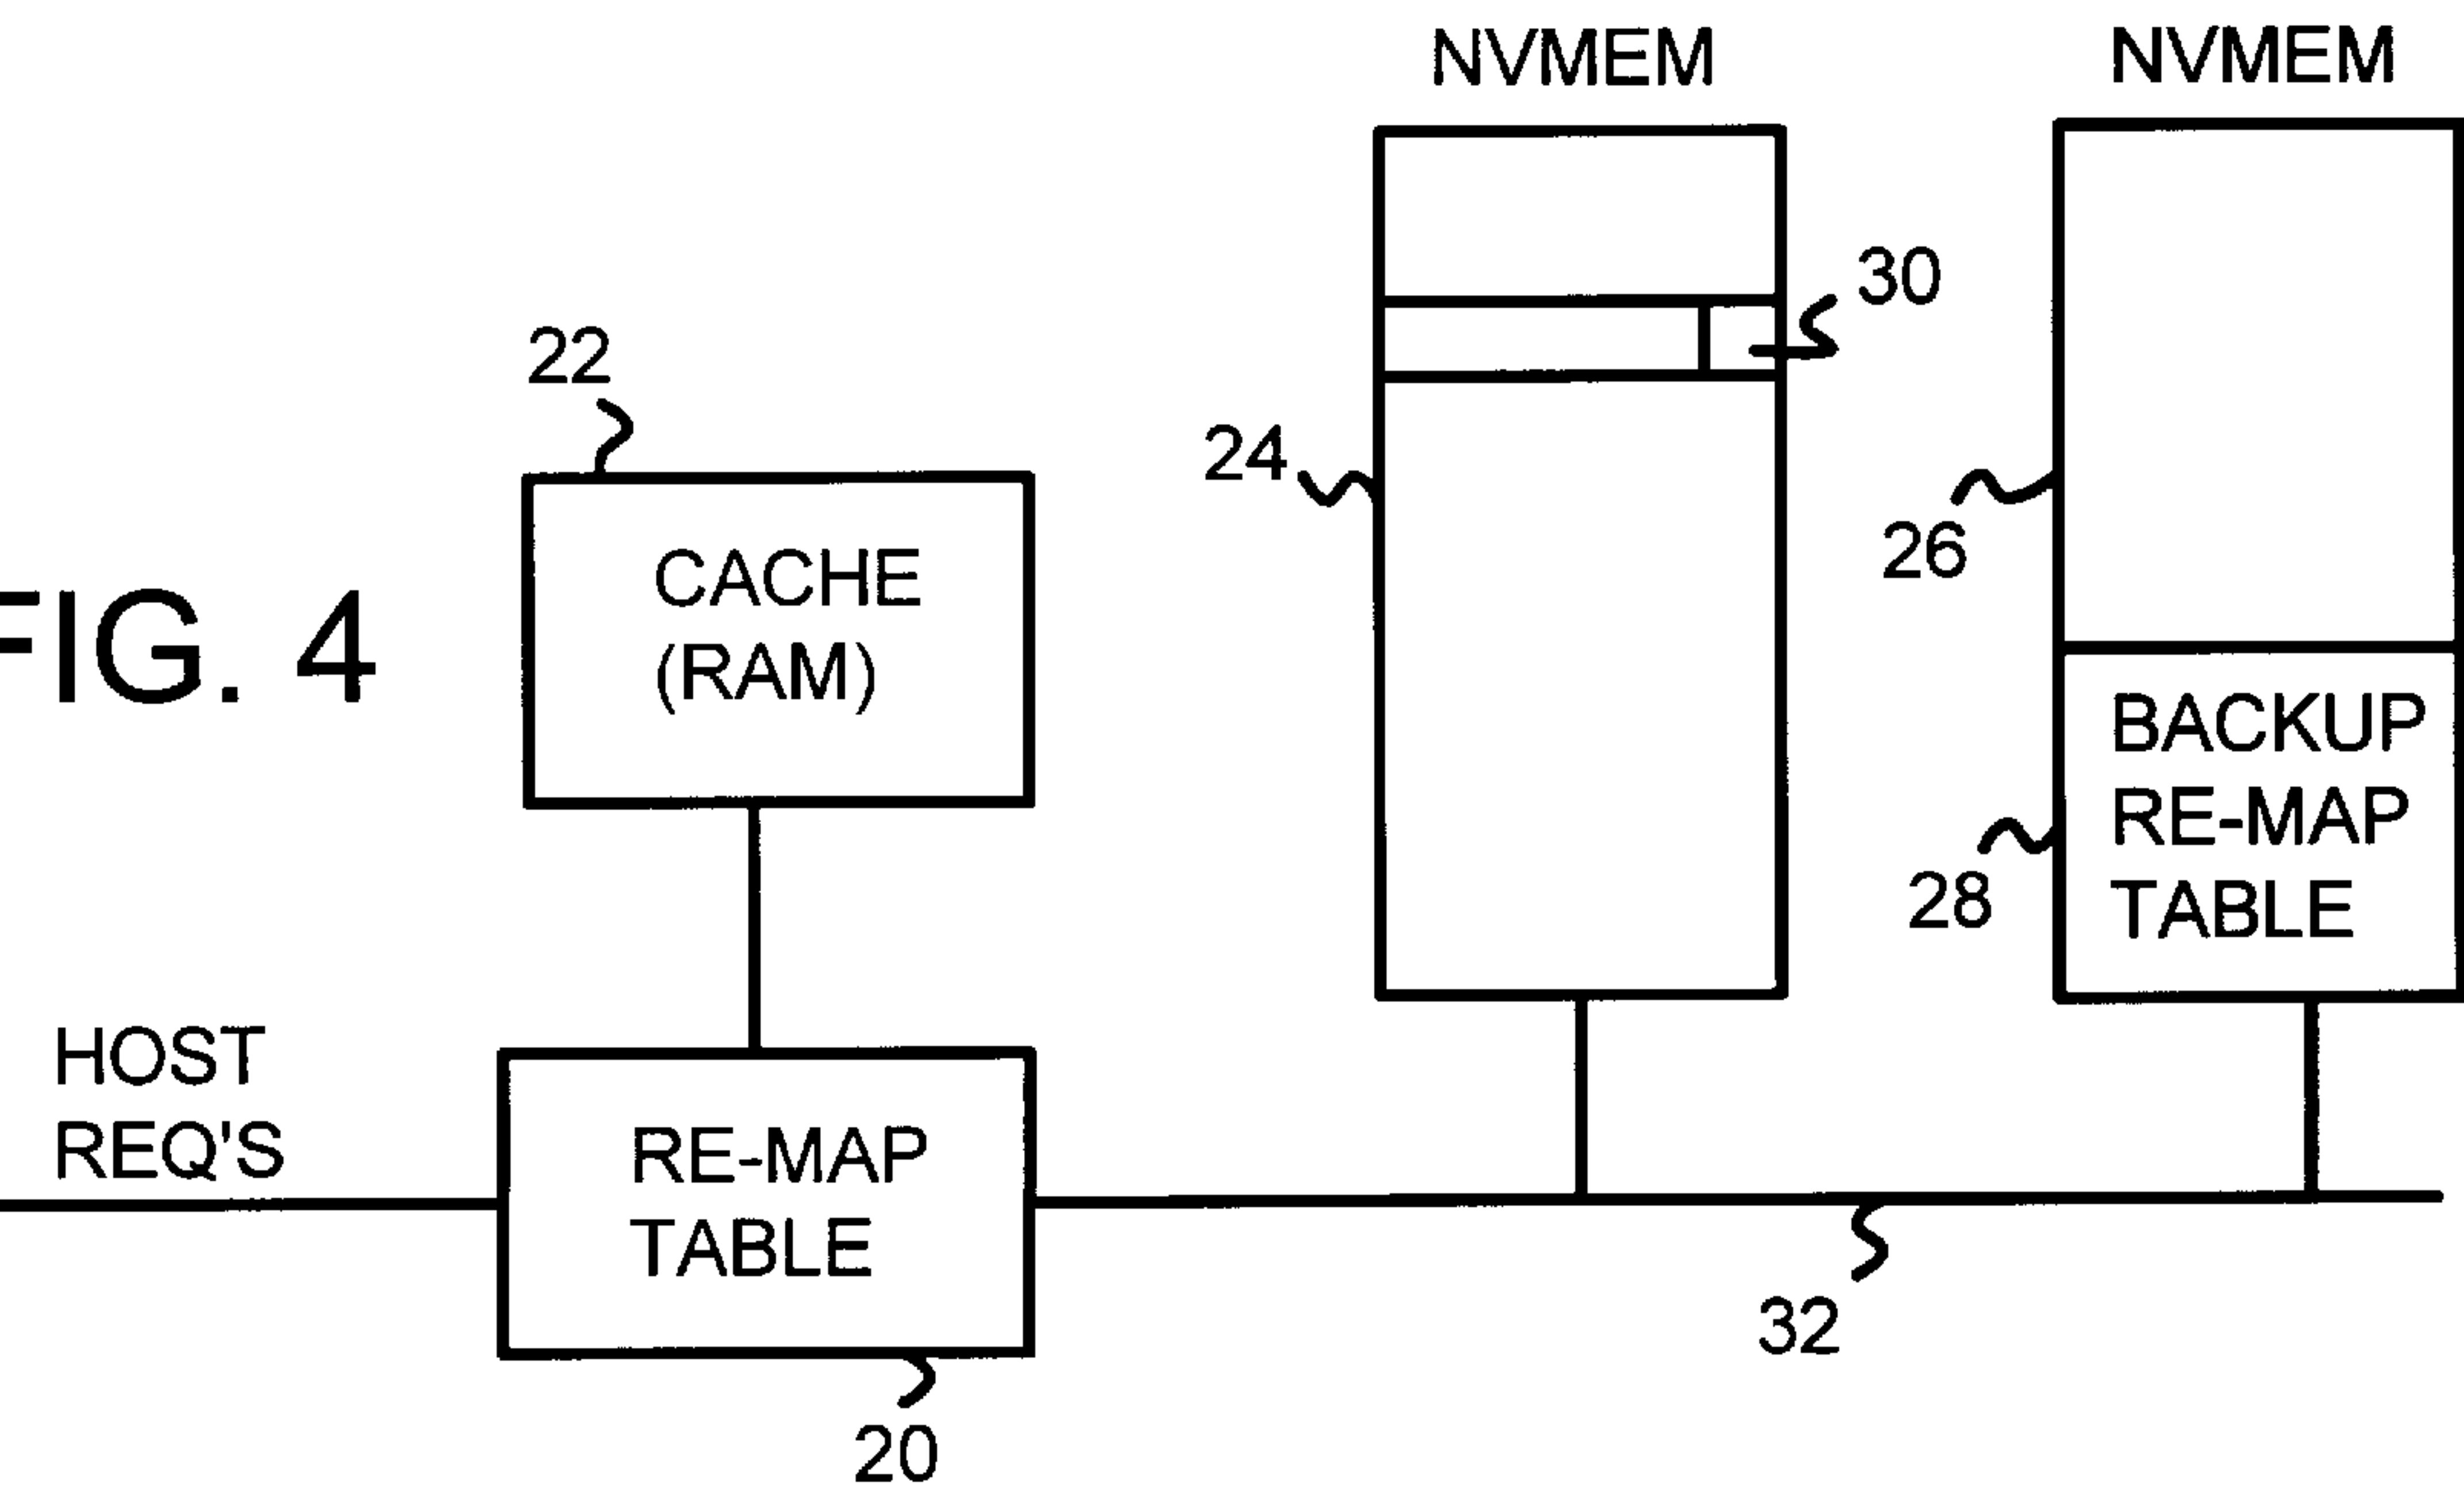 NVMEM
NVMEM
30
22
24
26
CACHE
(RAM)
FIG. 4
BACKUP
RE-MAP
TABLE
28
HOST
REQ'S
RE-MAP
TABLE
32
20